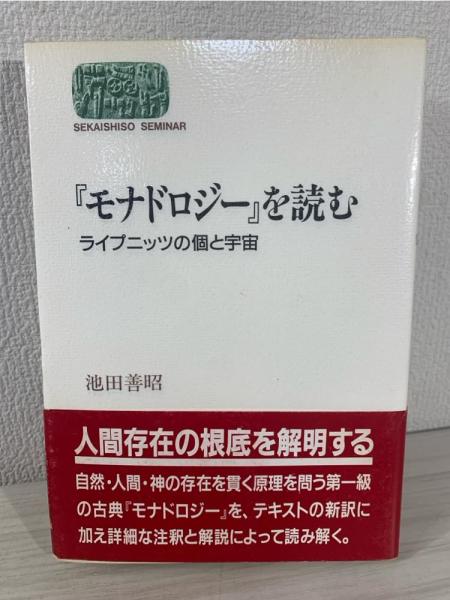 SEKAISHISO SEMINAR
『モナドロジー』を読む
ライプニッツの個と宇宙
池田善昭
人間存在の根底を解明する
自然・人間・神の存在を貫く原理を問う第一級
の古典『モナドロジー』を、テキストの新訳に
加え詳細な注釈と解説によって読み解く。